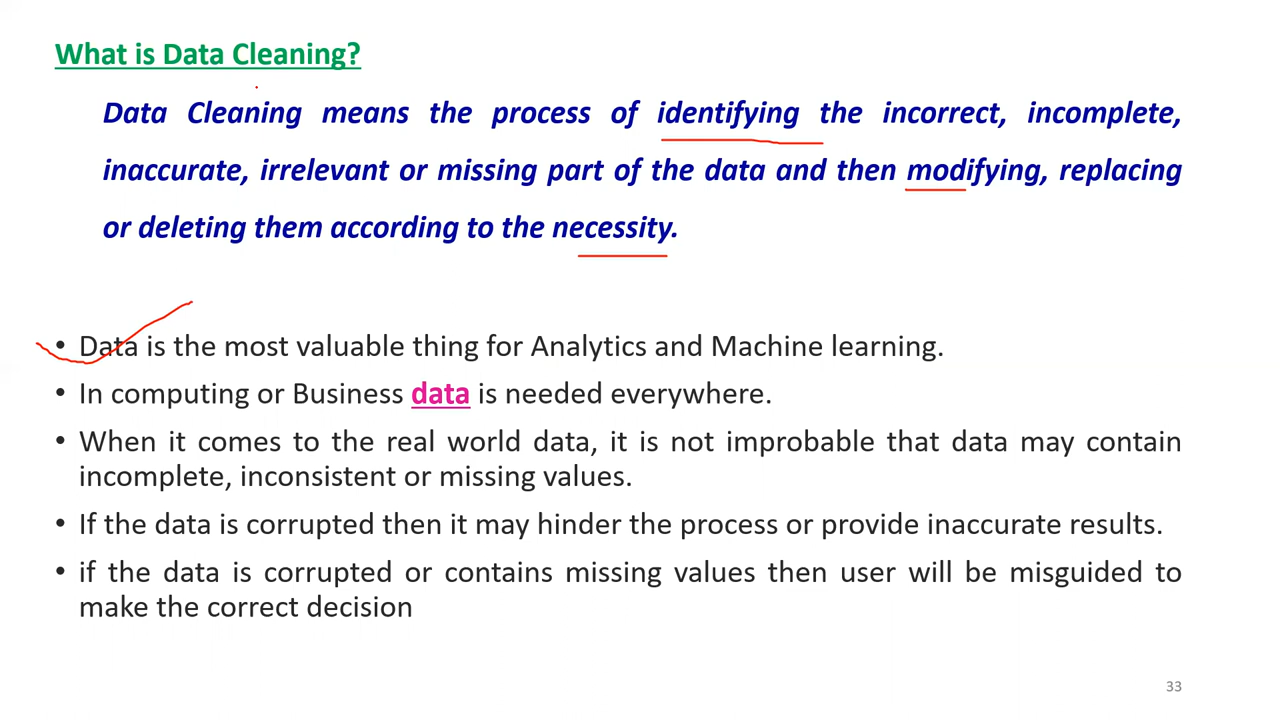 What is Data Cleaning?
Data Cleaning means the process of identifying the incorrect, incomplete,
inaccurate, irrelevant or missing part of the data and then modifying, replacing
or deleting them according to the necessity.
• Data is the most valuable thing for Analytics and Machine learning.
• In computing or Business data is needed everywhere.
• When it comes to the real world data, it is not improbable that data may contain
incomplete, inconsistent or missing values.
• If the data is corrupted then it may hinder the process or provide inaccurate results.
• if the data is corrupted or contains missing values then user will be misguided to
make the correct decision
33